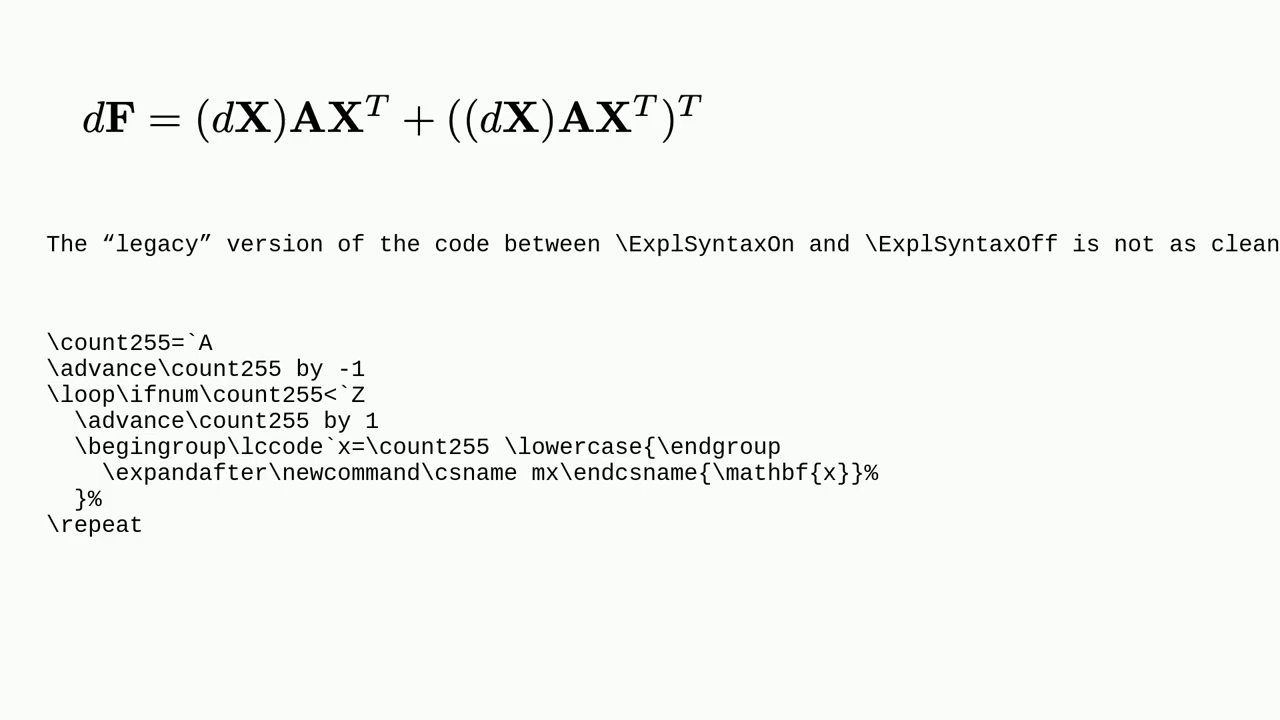 d𝐅 = (d𝐗)𝐀𝐗^T + ((d𝐗)𝐀𝐗^T)^T
The “legacy” version of the code between \ExplSyntaxOn and \ExplSyntaxOff is not as clean
\count255=`A
\advance\count255 by -1
\loop\ifnum\count255<`Z
  \advance\count255 by 1
  \begingroup\lccode`x=\count255 \lowercase{\endgroup
    \expandafter\newcommand\csname mx\endcsname{\mathbf{x}}%
  }%
\repeat